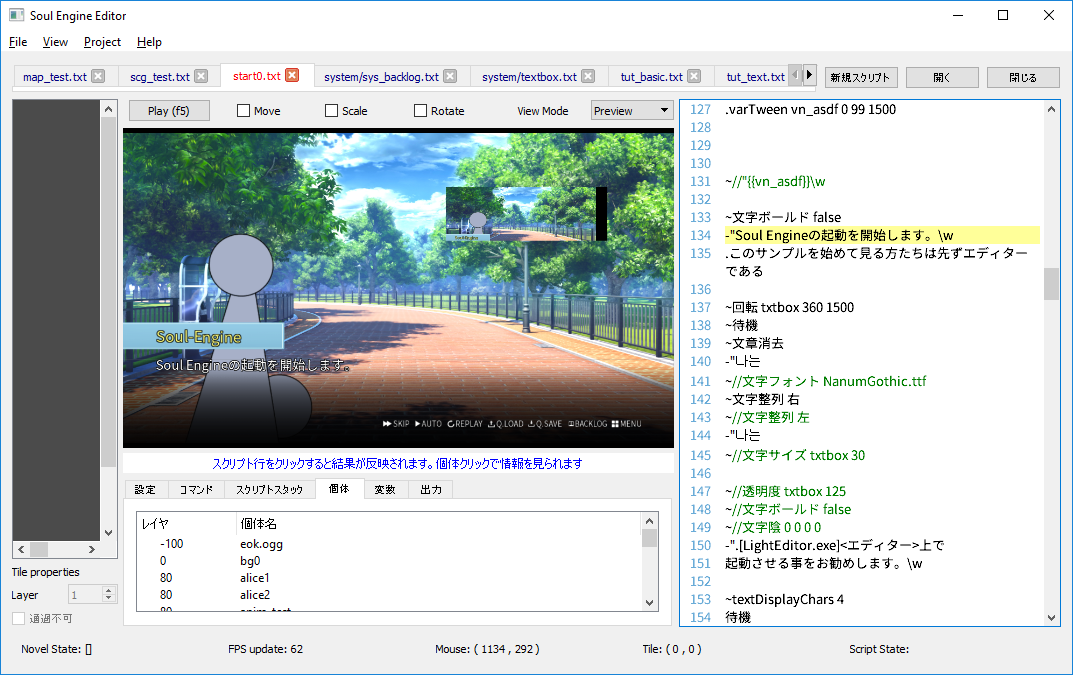 Soul Engine Editor
File View Project Help
map_test.txt scg_test.txt start0.txt system/sys_backlog.txt system/textbox.txt tut_basic.txt tut_text.txt 新規スクリプト 開く 閉じる
Play (f5) Move Scale Rotate View Mode Preview
Soul-Engine
Soul Engineの起動を開始します。
SKIP AUTO REPLAY Q.LOAD Q.SAVE BACKLOG MENU
スクリプト行をクリックすると結果が反映されます。個体クリックで情報を見られます
設定 コマンド スクリプトスタック 個体 変数 出力
レイヤ 個体名
-100 eok.ogg
0 bg0
80 alice1
80 alice2
Tile properties
Layer 1
通過不可
127 .varTween vn_asdf 0 99 1500
128
129
130
131 ~//"{{vn_asdf}}\w
132
133 ~文字ボールド false
134 -"Soul Engineの起動を開始します。\w
135 .このサンプルを始めて見る方たちは先ずエディター
である
136
137 ~回転 txtbox 360 1500
138 ~待機
139 ~文章消去
140 -"나는
141 ~//文字フォント NanumGothic.ttf
142 ~文字整列 右
143 ~//文字整列 左
144 -"나는
145 ~//文字サイズ txtbox 30
146
147 ~//透明度 txtbox 125
148 ~//文字ボールド false
149 ~//文字陰 0 0 0 0
150 -".[LightEditor.exe]<エディター>上で
151 起動させる事をお勧めします。\w
152
153 ~textDisplayChars 4
154 待機
Novel State: [] FPS update: 62 Mouse: ( 1134 , 292 ) Tile: ( 0 , 0 ) Script State: